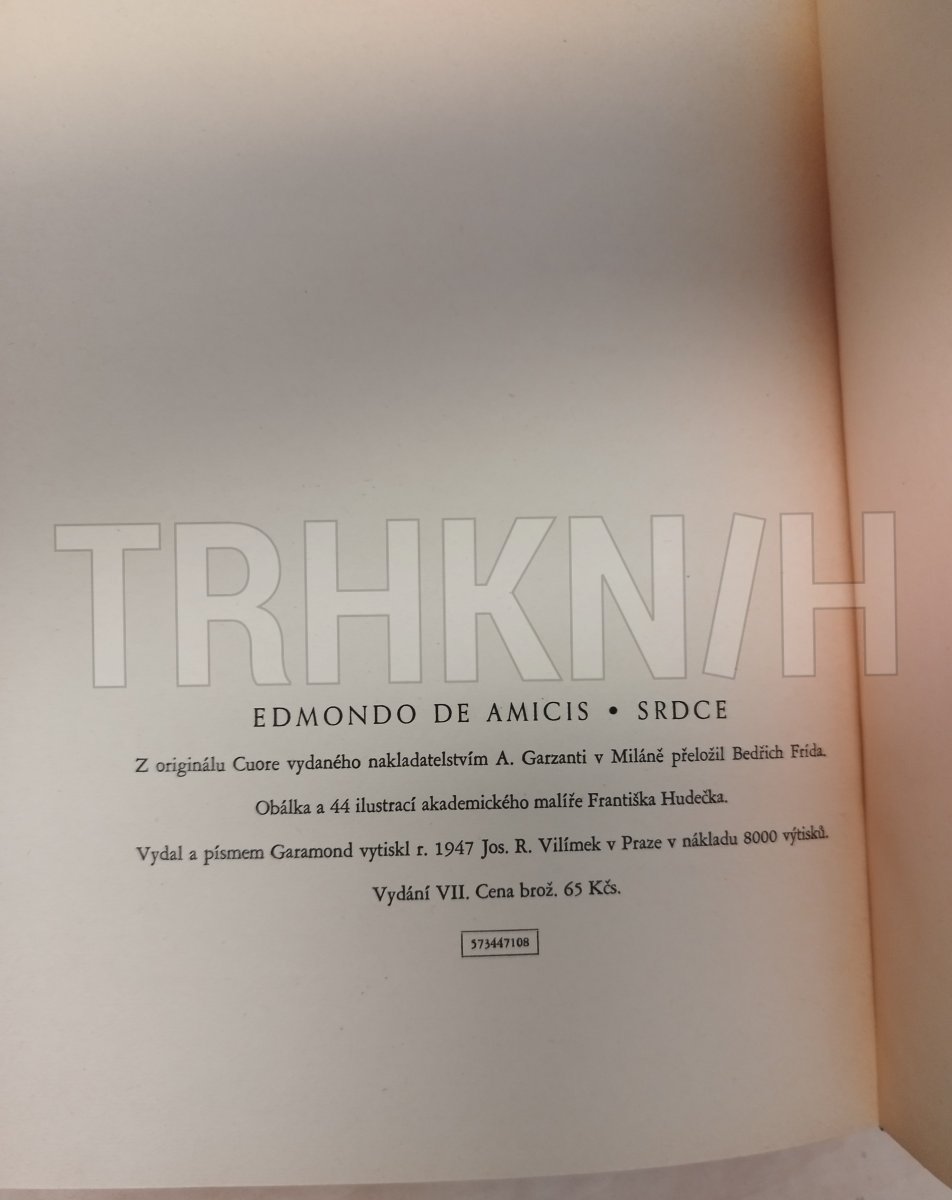 TRHKN/H
EDMONDO DE AMICIS • SRDCE
Z originálu Cuore vydaného nakladatelstvím A. Garzanti v Miláně přeložil Bedřich Frída.
Obálka a 44 ilustrací akademického malíře Františka Hudečka.
Vydal a písmem Garamond vytiskl r. 1947 Jos. R. Vilímek v Praze v nákladu 8000 výtisků.
Vydání VII. Cena brož. 65 Kčs.
573447108